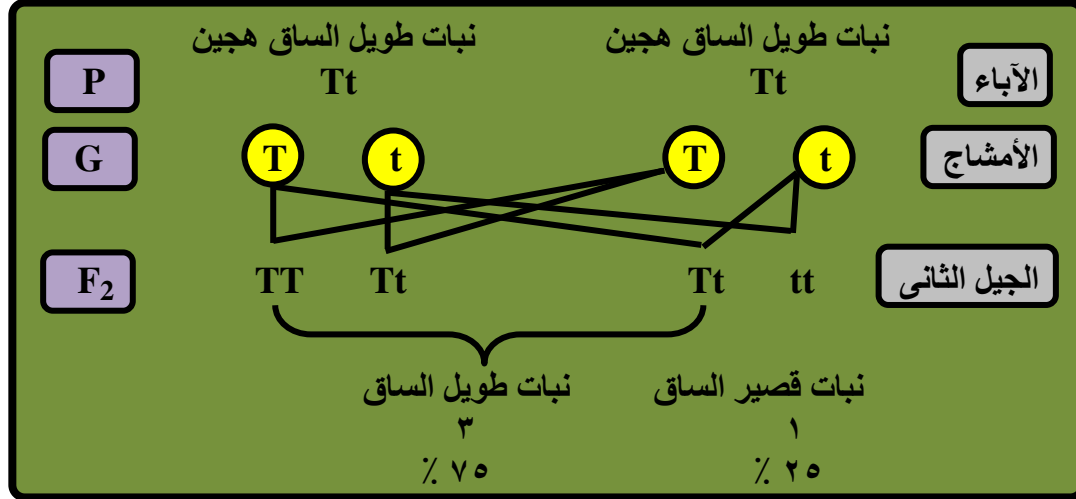 نبات طويل الساق هجين نبات طويل الساق هجين
الآباء Tt Tt P
الأمشاج t T t T G
الجيل الثانى tt Tt Tt TT F₂
نبات قصير الساق نبات طويل الساق
١ ٣
٢٥ ٪ ٧٥ ٪